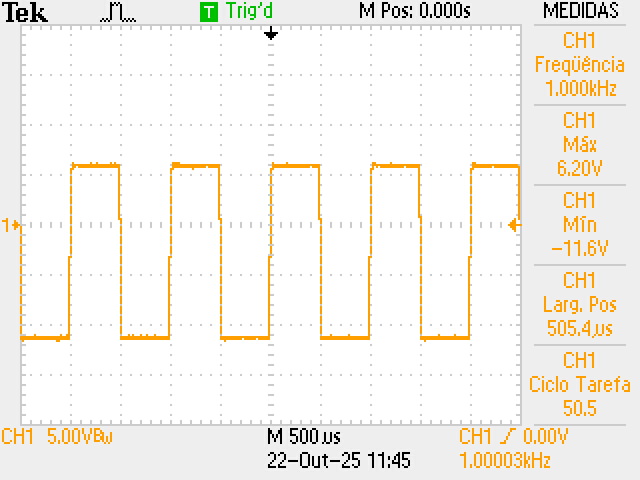 Tek T Trig'd M Pos: 0.000s MEDIDAS
CH1
Freqüência
1.000kHz
CH1
Máx
6.20V
CH1
Mín
-11.6V
CH1
Larg. Pos
505.4µs
CH1
Ciclo Tarefa
50.5
1
CH1 5.00VBw M 500µs CH1 0.00V
22-Out-25 11:45 1.00003kHz